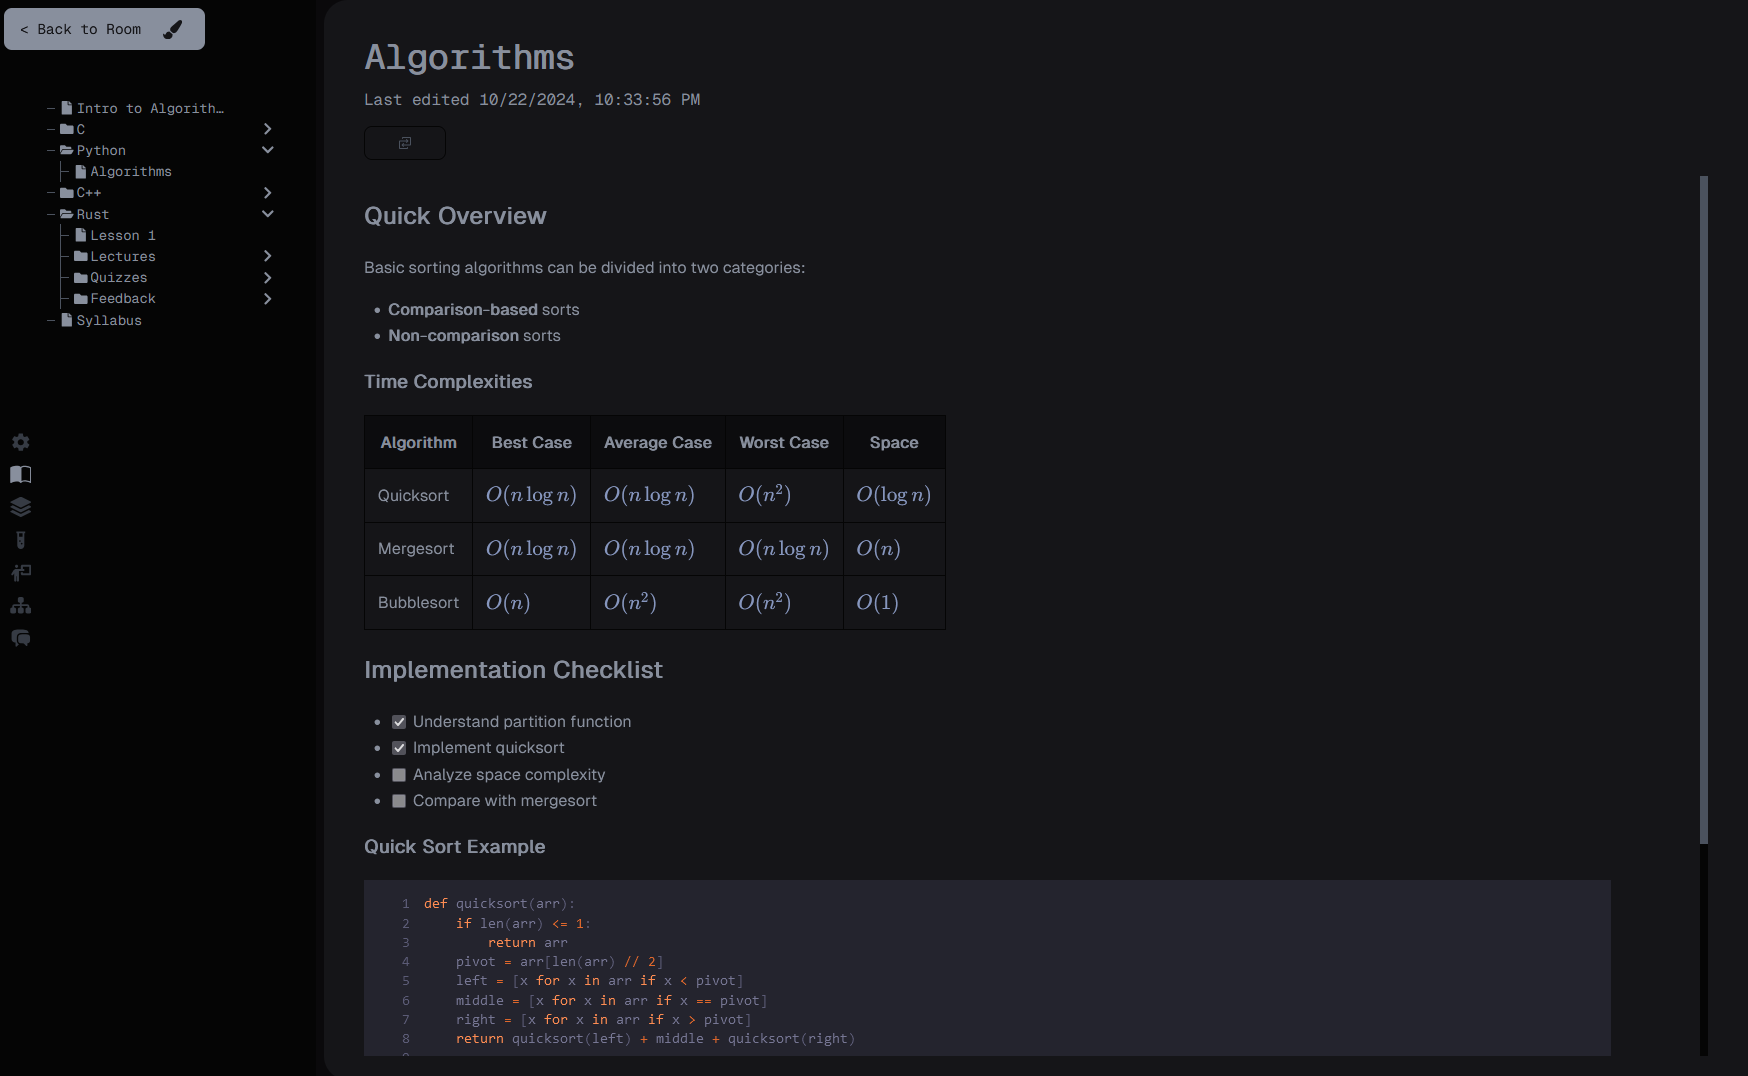 < Back to Room
Intro to Algorith…
C
Python
Algorithms
C++
Rust
Lesson 1
Lectures
Quizzes
Feedback
Syllabus
Algorithms
Last edited 10/22/2024, 10:33:56 PM
Quick Overview
Basic sorting algorithms can be divided into two categories:
• Comparison-based sorts
• Non-comparison sorts
Time Complexities
Algorithm Best Case Average Case Worst Case Space
Quicksort O(n log n) O(n log n) O(n²) O(log n)
Mergesort O(n log n) O(n log n) O(n log n) O(n)
Bubblesort O(n) O(n²) O(n²) O(1)
Implementation Checklist
• Understand partition function
• Implement quicksort
• Analyze space complexity
• Compare with mergesort
Quick Sort Example
1 def quicksort(arr):
2     if len(arr) <= 1:
3         return arr
4     pivot = arr[len(arr) // 2]
5     left = [x for x in arr if x < pivot]
6     middle = [x for x in arr if x == pivot]
7     right = [x for x in arr if x > pivot]
8     return quicksort(left) + middle + quicksort(right)